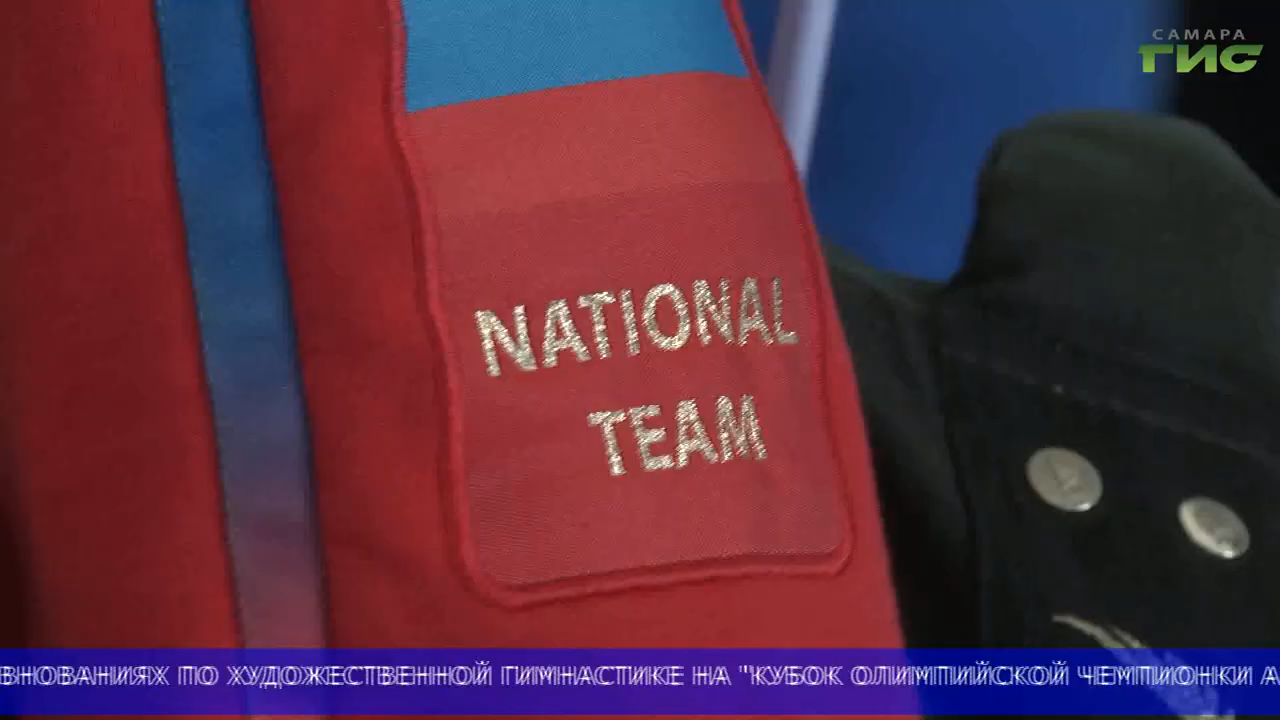 САМАРА
ГИС
NATIONAL
TEAM
ВНОВАНИЯХ ПО ХУДОЖЕСТВЕННОЙ ГИМНАСТИКЕ НА "КУБОК ОЛИМПИЙСКОЙ ЧЕМПИОНКИ А